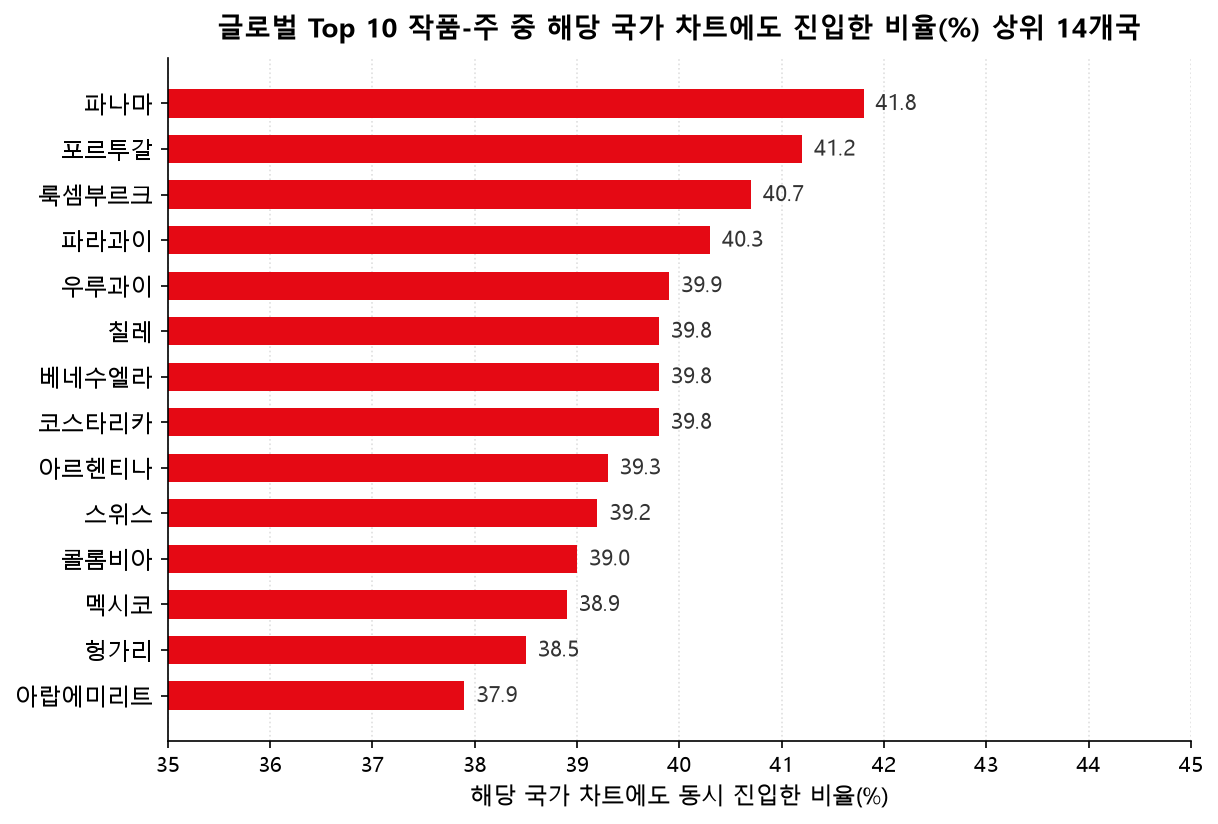 글로벌 Top 10 작품-주 중 해당 국가 차트에도 진입한 비율(%) 상위 14개국
파나마 41.8
포르투갈 41.2
룩셈부르크 40.7
파라과이 40.3
우루과이 39.9
칠레 39.8
베네수엘라 39.8
코스타리카 39.8
아르헨티나 39.3
스위스 39.2
콜롬비아 39.0
멕시코 38.9
헝가리 38.5
아랍에미리트 37.9
35 36 37 38 39 40 41 42 43 44 45
해당 국가 차트에도 동시 진입한 비율(%)